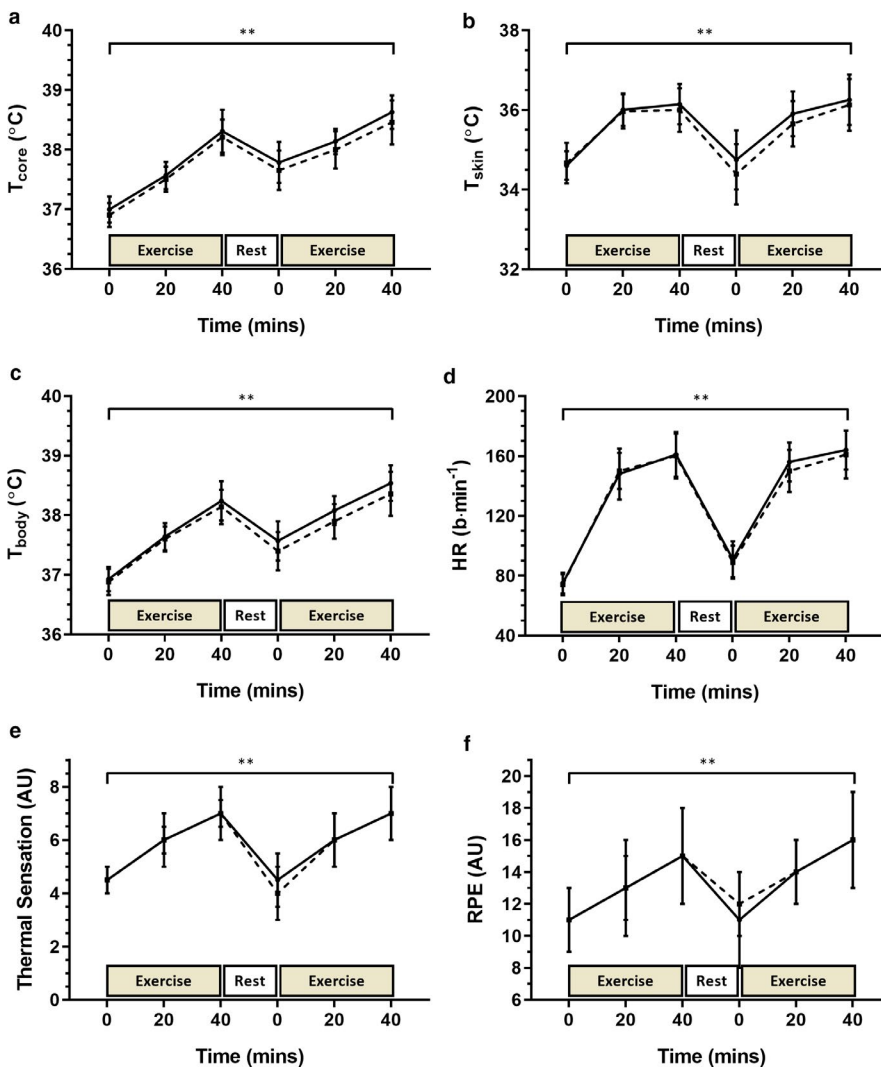 a
**
40
39
38
37
36
T core (°C)
Exercise Rest Exercise
0 20 40 0 20 40
Time (mins)
b
**
38
36
34
32
T skin (°C)
Exercise Rest Exercise
0 20 40 0 20 40
Time (mins)
c
**
40
39
38
37
36
T body (°C)
Exercise Rest Exercise
0 20 40 0 20 40
Time (mins)
d
**
200
160
120
80
40
HR (b·min⁻¹)
Exercise Rest Exercise
0 20 40 0 20 40
Time (mins)
e
**
8
6
4
2
0
Thermal Sensation (AU)
Exercise Rest Exercise
0 20 40 0 20 40
Time (mins)
f
**
20
18
16
14
12
10
8
6
RPE (AU)
Exercise Rest Exercise
0 20 40 0 20 40
Time (mins)